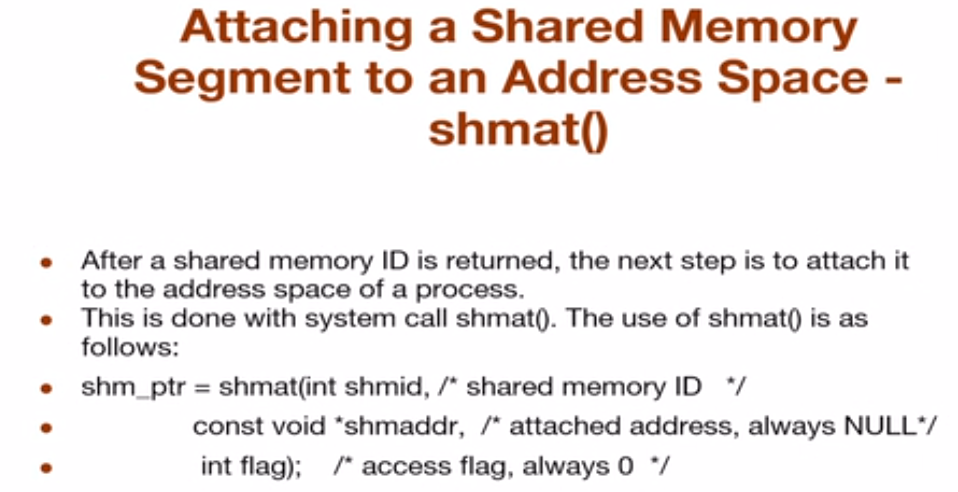 Attaching a Shared Memory
Segment to an Address Space -
shmat()
• After a shared memory ID is returned, the next step is to attach it
to the address space of a process.
• This is done with system call shmat(). The use of shmat() is as
follows:
• shm_ptr = shmat(int shmid, /* shared memory ID */
• const void *shmaddr, /* attached address, always NULL*/
• int flag); /* access flag, always 0 */